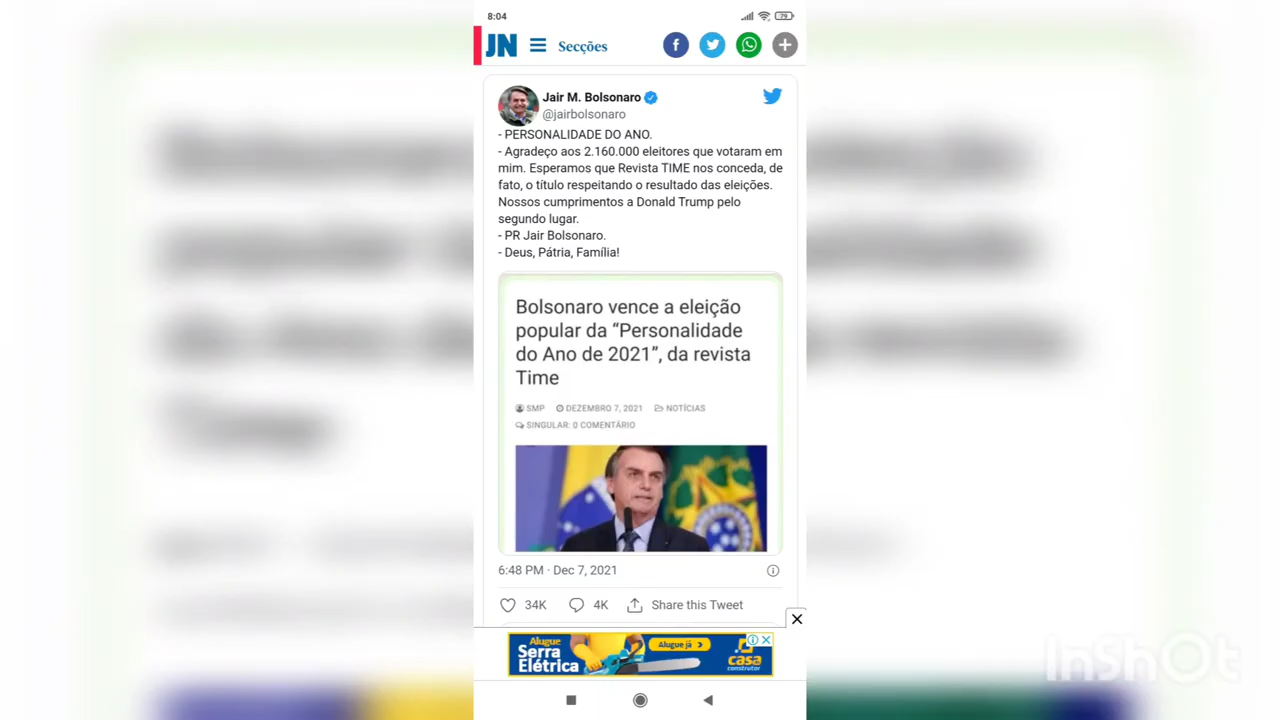 8:04
79
JN
Secções
Jair M. Bolsonaro
@jairbolsonaro
- PERSONALIDADE DO ANO.
- Agradeço aos 2.160.000 eleitores que votaram em
mim. Esperamos que Revista TIME nos conceda, de
fato, o título respeitando o resultado das eleições.
Nossos cumprimentos a Donald Trump pelo
segundo lugar.
- PR Jair Bolsonaro.
- Deus, Pátria, Família!
Bolsonaro vence a eleição
popular da “Personalidade
do Ano de 2021”, da revista
Time
SMP DEZEMBRO 7, 2021 NOTÍCIAS
SINGULAR: 0 COMENTÁRIO
6:48 PM · Dec 7, 2021
34K 4K Share this Tweet
Alugue
Serra
Elétrica
Alugue já
casa
construtor
InShOt